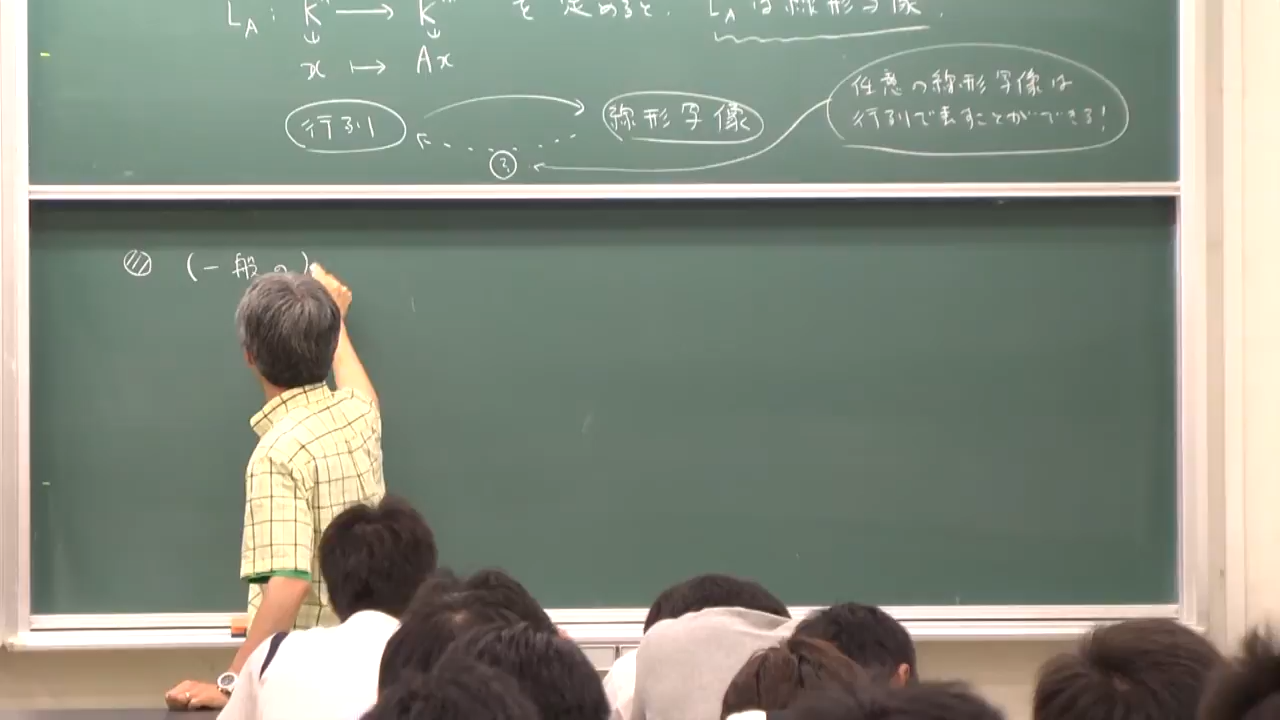 L_A : K^n → K^m を定めると, L_A は線形写像.
x ↦ Ax
行列 線形写像 任意の線形写像は
行列で表すことができる!
?
(一般の)